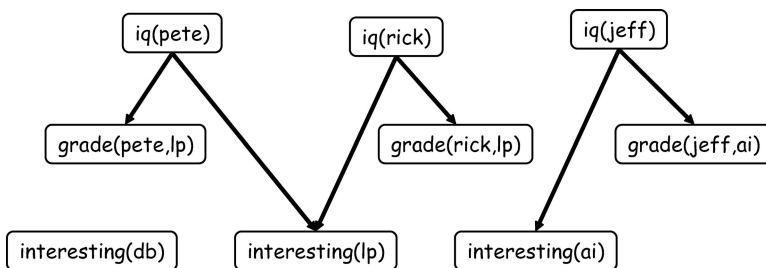 iq(pete)
iq(rick)
iq(jeff)
grade(pete,lp)
grade(rick,lp)
grade(jeff,ai)
interesting(db)
interesting(lp)
interesting(ai)